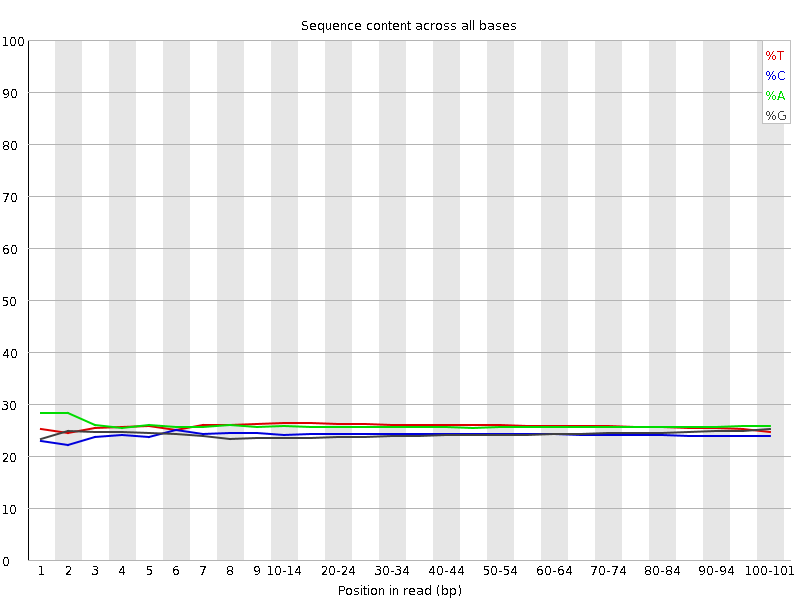 Sequence content across all bases
100
90
80
70
60
50
40
30
20
10
0
%T
%C
%A
%G
1 2 3 4 5 6 7 8 9 10-14 20-24 30-34 40-44 50-54 60-64 70-74 80-84 90-94 100-101
Position in read (bp)